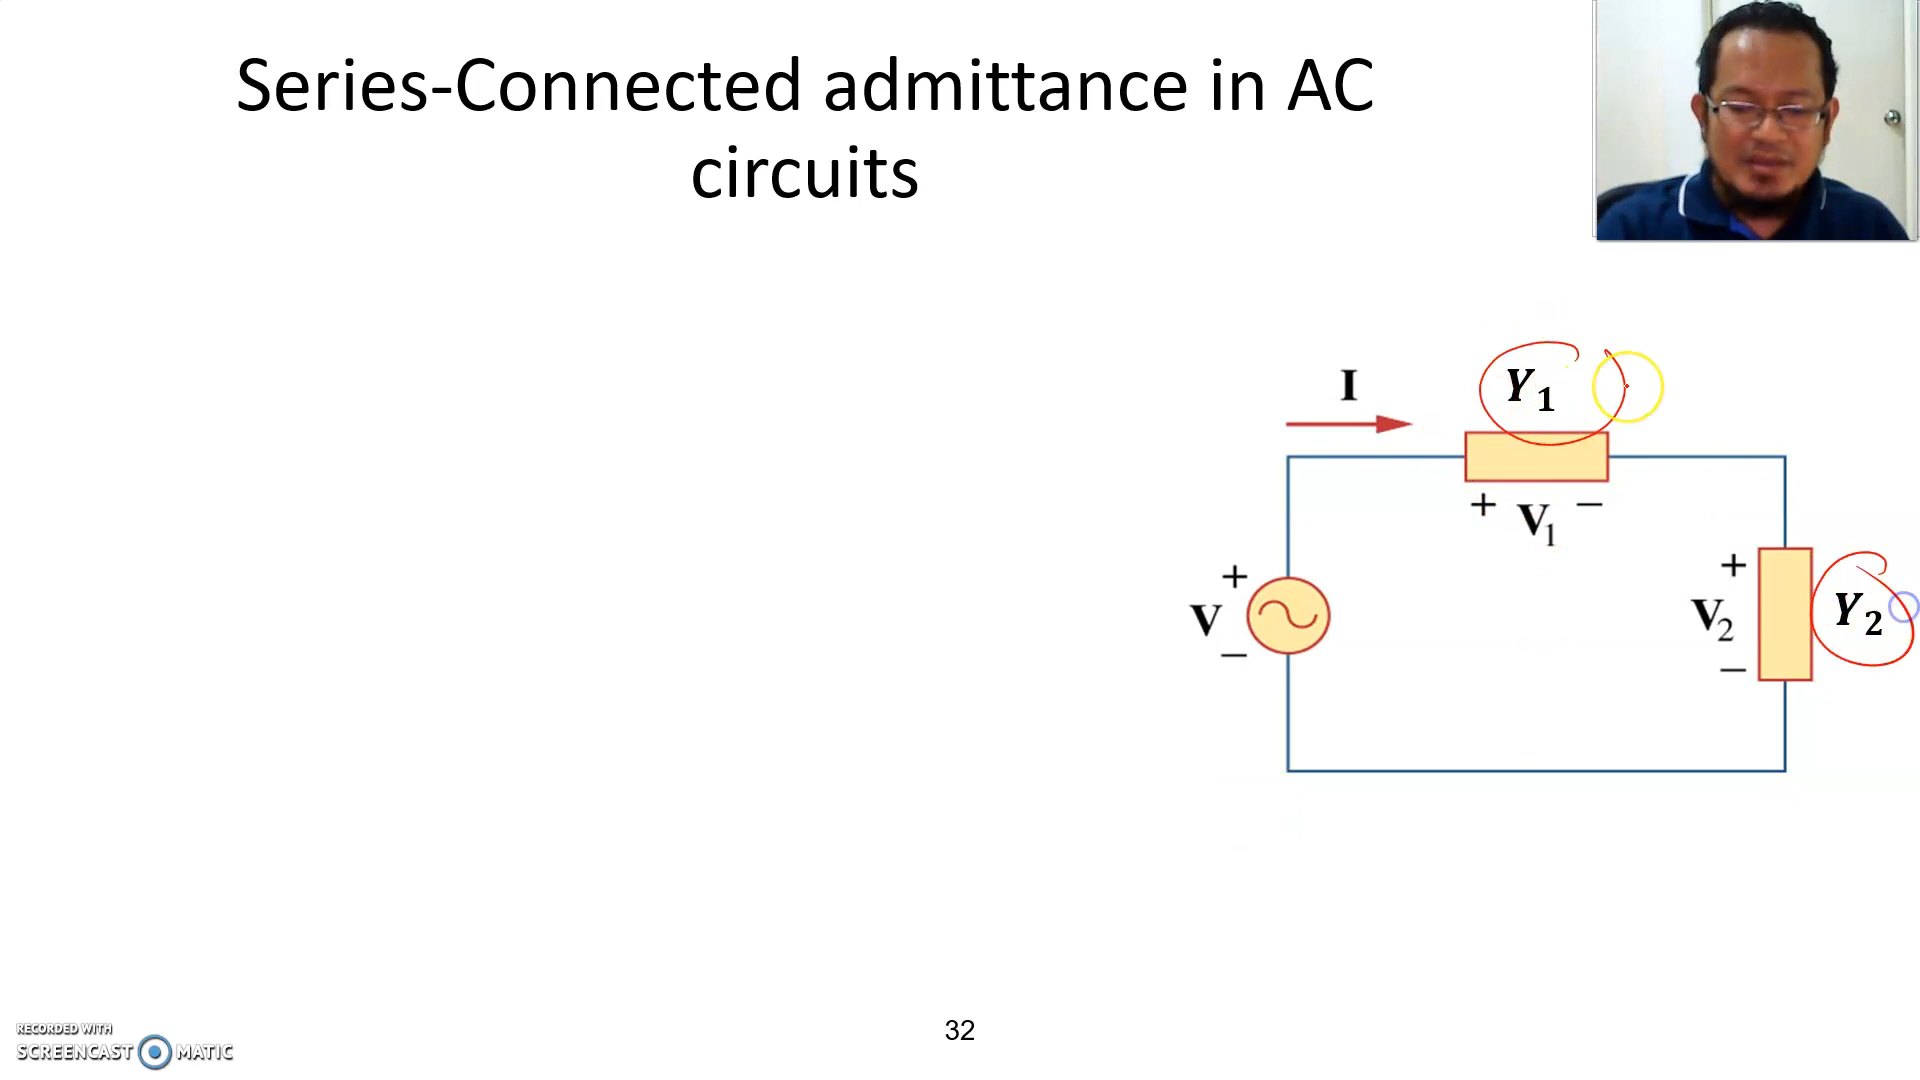 Series-Connected admittance in AC
circuits
I
Y1
+ V1 −
+
V
−
+
V2
−
Y2
32
RECORDED WITH
SCREENCAST MATIC